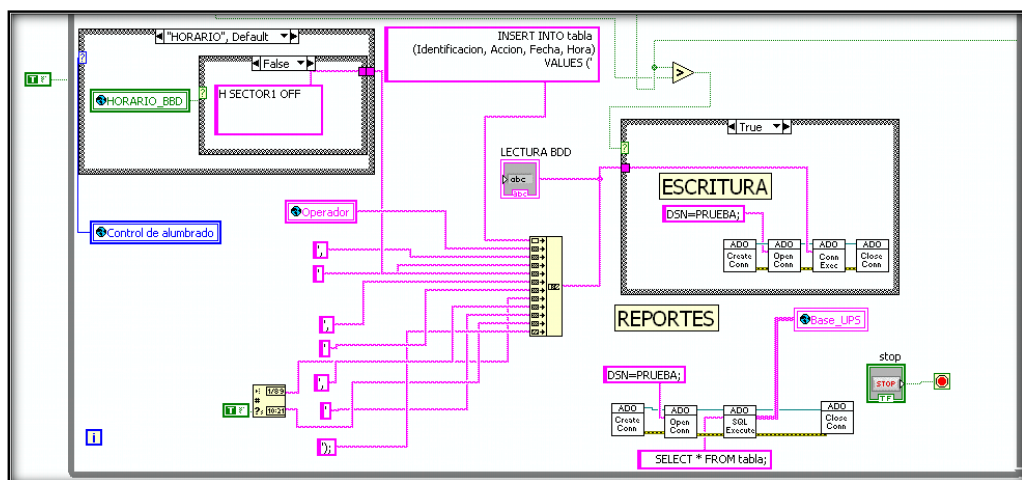 "HORARIO", Default
False
HORARIO_BBD
H SECTOR1 OFF
INSERT INTO tabla
(Identificacion, Accion, Fecha, Hora)
VALUES ('
>
True
LECTURA BDD
abc
abc
ESCRITURA
DSN=PRUEBA;
ADO
Create
Conn
ADO
Open
Conn
ADO
Conn
Exec
ADO
Close
Conn
Operador
Control de alumbrado
',
'
',
'
',
'
');
REPORTES
Base_UPS
stop
STOP
TF
DSN=PRUEBA;
ADO
Create
Conn
ADO
Open
Conn
ADO
SQL
Execute
ADO
Close
Conn
SELECT * FROM tabla;
i